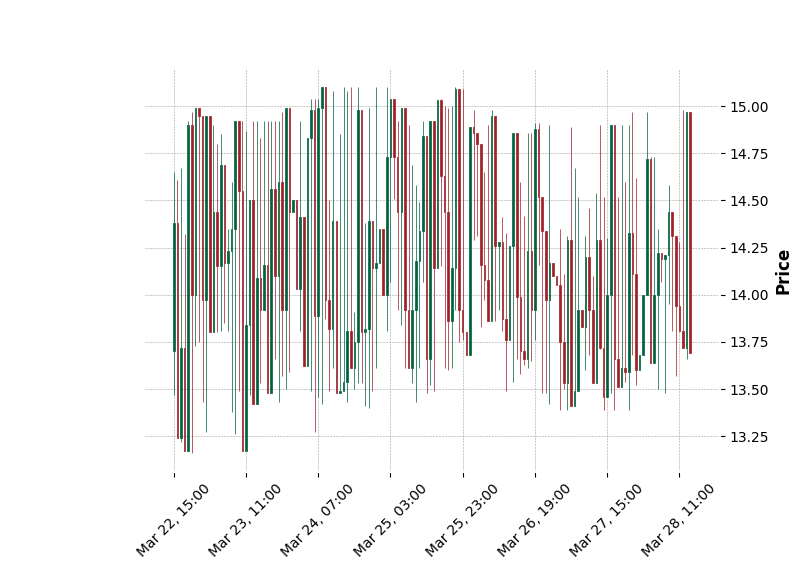 15.00
14.75
14.50
14.25
14.00
13.75
13.50
13.25
Price
Mar 22, 15:00
Mar 23, 11:00
Mar 24, 07:00
Mar 25, 03:00
Mar 25, 23:00
Mar 26, 19:00
Mar 27, 15:00
Mar 28, 11:00